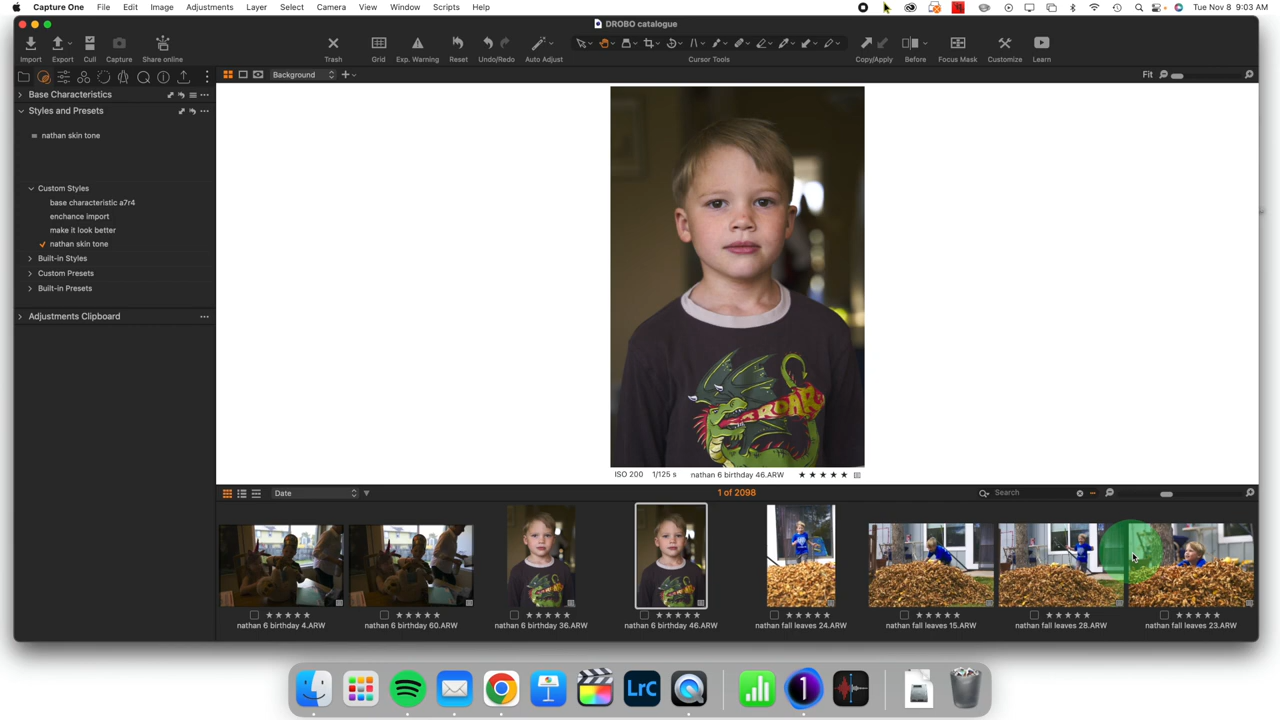 Capture One File Edit Image Adjustments Layer Select Camera View Window Scripts Help Tue Nov 8 9:03 AM
DROBO catalogue
Import Export Cull Capture Share online Trash Grid Exp. Warning Reset Undo/Redo Auto Adjust Cursor Tools Copy/Apply Before Focus Mask Customize Learn
Background Fit
Base Characteristics
Styles and Presets
nathan skin tone
Custom Styles
base characteristic a7r4
enchance import
make it look better
nathan skin tone
Built-in Styles
Custom Presets
Built-in Presets
Adjustments Clipboard
ROAR
ISO 200 1/125 s nathan 6 birthday 46.ARW
Date 1 of 2098 Search
nathan 6 birthday 4.ARW nathan 6 birthday 60.ARW nathan 6 birthday 36.ARW nathan 6 birthday 46.ARW nathan fall leaves 24.ARW nathan fall leaves 15.ARW nathan fall leaves 28.ARW nathan fall leaves 23.ARW
LrC 1